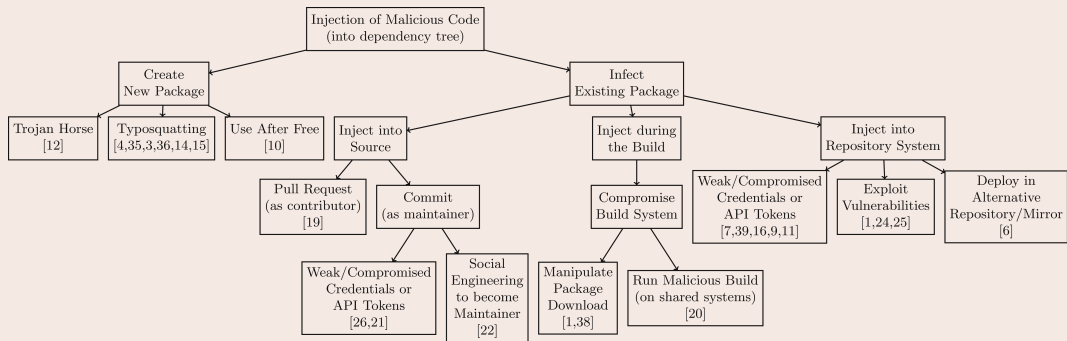 Injection of Malicious Code
(into dependency tree)
Create
New Package
Infect
Existing Package
Trojan Horse
[12]
Typosquatting
[4,35,3,36,14,15]
Use After Free
[10]
Inject into
Source
Inject during
the Build
Inject into
Repository System
Pull Request
(as contributor)
[19]
Commit
(as maintainer)
Compromise
Build System
Weak/Compromised
Credentials or
API Tokens
[7,39,16,9,11]
Exploit
Vulnerabilities
[1,24,25]
Deploy in
Alternative
Repository/Mirror
[6]
Weak/Compromised
Credentials or
API Tokens
[26,21]
Social
Engineering
to become
Maintainer
[22]
Manipulate
Package
Download
[1,38]
Run Malicious Build
(on shared systems)
[20]